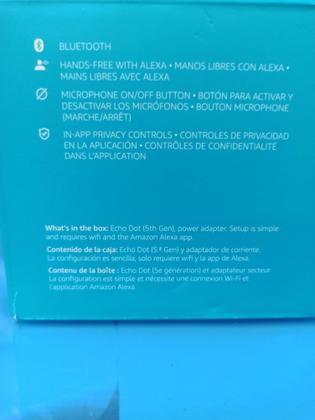 BLUETOOTH
HANDS-FREE WITH ALEXA • MANOS LIBRES CON ALEXA •
MAINS LIBRES AVEC ALEXA
MICROPHONE ON/OFF BUTTON • BOTÓN PARA ACTIVAR Y
DESACTIVAR LOS MICRÓFONOS • BOUTON MICROPHONE
(MARCHE/ARRÊT)
IN-APP PRIVACY CONTROLS • CONTROLES DE PRIVACIDAD
EN LA APLICACIÓN • CONTRÔLES DE CONFIDENTIALITÉ
DANS L'APPLICATION
What's in the box: Echo Dot (5th Gen), power adapter. Setup is simple
and requires wifi and the Amazon Alexa app.
Contenido de la caja: Echo Dot (5.ª Gen) y adaptador de corriente.
La configuración es sencilla, solo requiere wifi y la app de Alexa.
Contenu de la boîte : Echo Dot (5e génération) et adaptateur secteur.
La configuration est simple et nécessite une connexion Wi-Fi et
l'application Amazon Alexa.